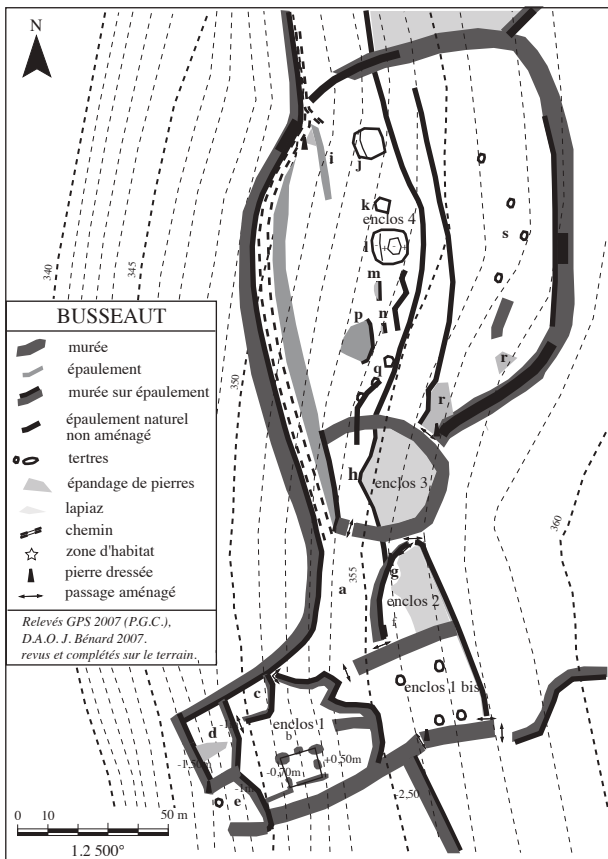 N
i
j
k
enclos 4
l
- + - +
m
n
p
q
s
r
r
340
345
350
355
360
BUSSEAUT
murée
épaulement
murée sur épaulement
épaulement naturel
non aménagé
tertres
épandage de pierres
lapiaz
chemin
zone d'habitat
pierre dressée
passage aménagé
Relevés GPS 2007 (P.G.C.),
D.A.O. J. Bénard 2007.
revus et complétés sur le terrain.
h
enclos 3
a
g
enclos 2
f
enclos 1 bis
c
enclos 1
b
d
-1,50m
-0,70m
+0,50m
e
-2,50
0 10 50 m
1.2 500°